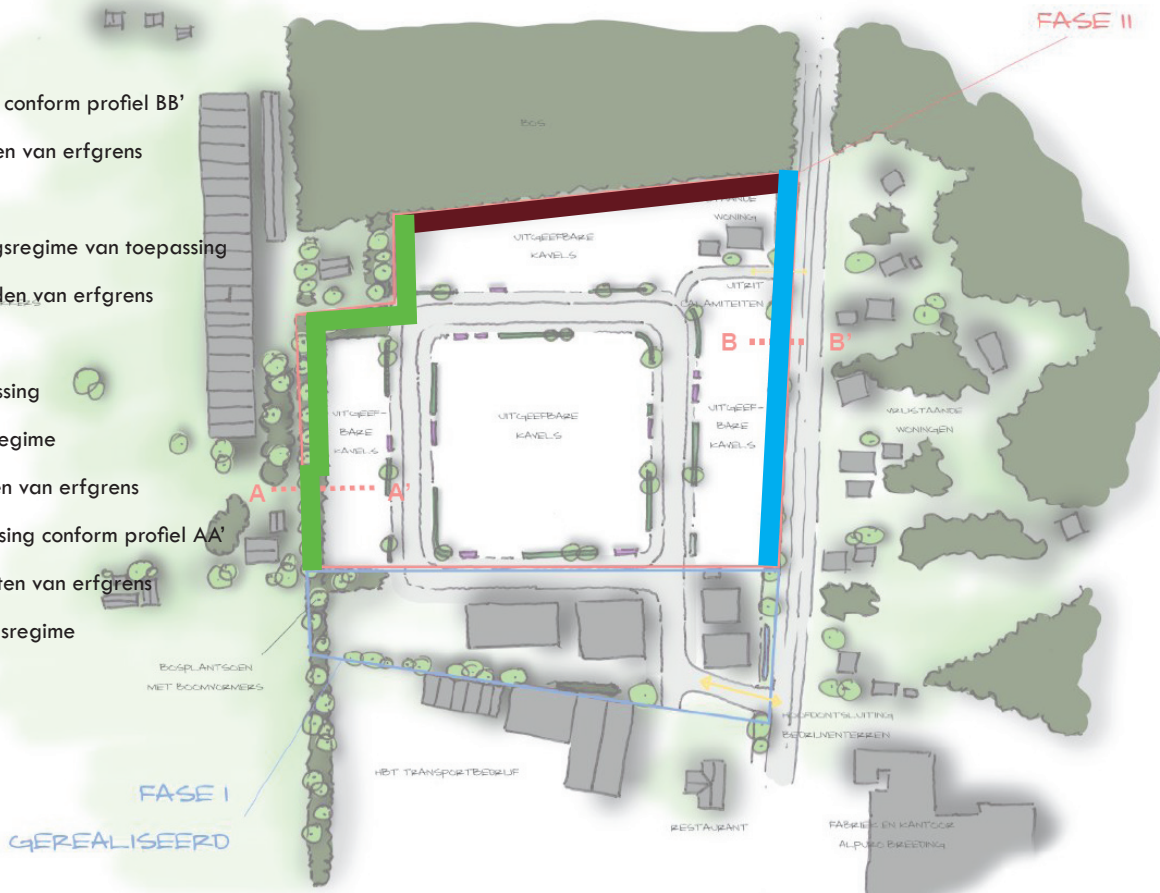 FASE II
conform profiel BB'
en van erfgrens
gsregime van toepassing
den van erfgrens
ssing
egime
en van erfgrens
sing conform profiel AA'
ten van erfgrens
sregime
BOS
WONING
UITGEEFBARE
KAVELS
UITRIT
CALAMITEITEN
B
B'
UITGEEF-
BARE
KAVELS
UITGEEFBARE
KAVELS
UITGEEF-
BARE
KAVELS
VRIJSTAANDE
WONINGEN
A
A'
BOSPLANTSOEN
MET BOOMVORMERS
HOOFDONTSLUITING
BEDRIJVENTERREIN
HBT TRANSPORTBEDRIJF
FASE I
GEREALISEERD
RESTAURANT
FABRIEK EN KANTOOR
ALPURO BREEDING